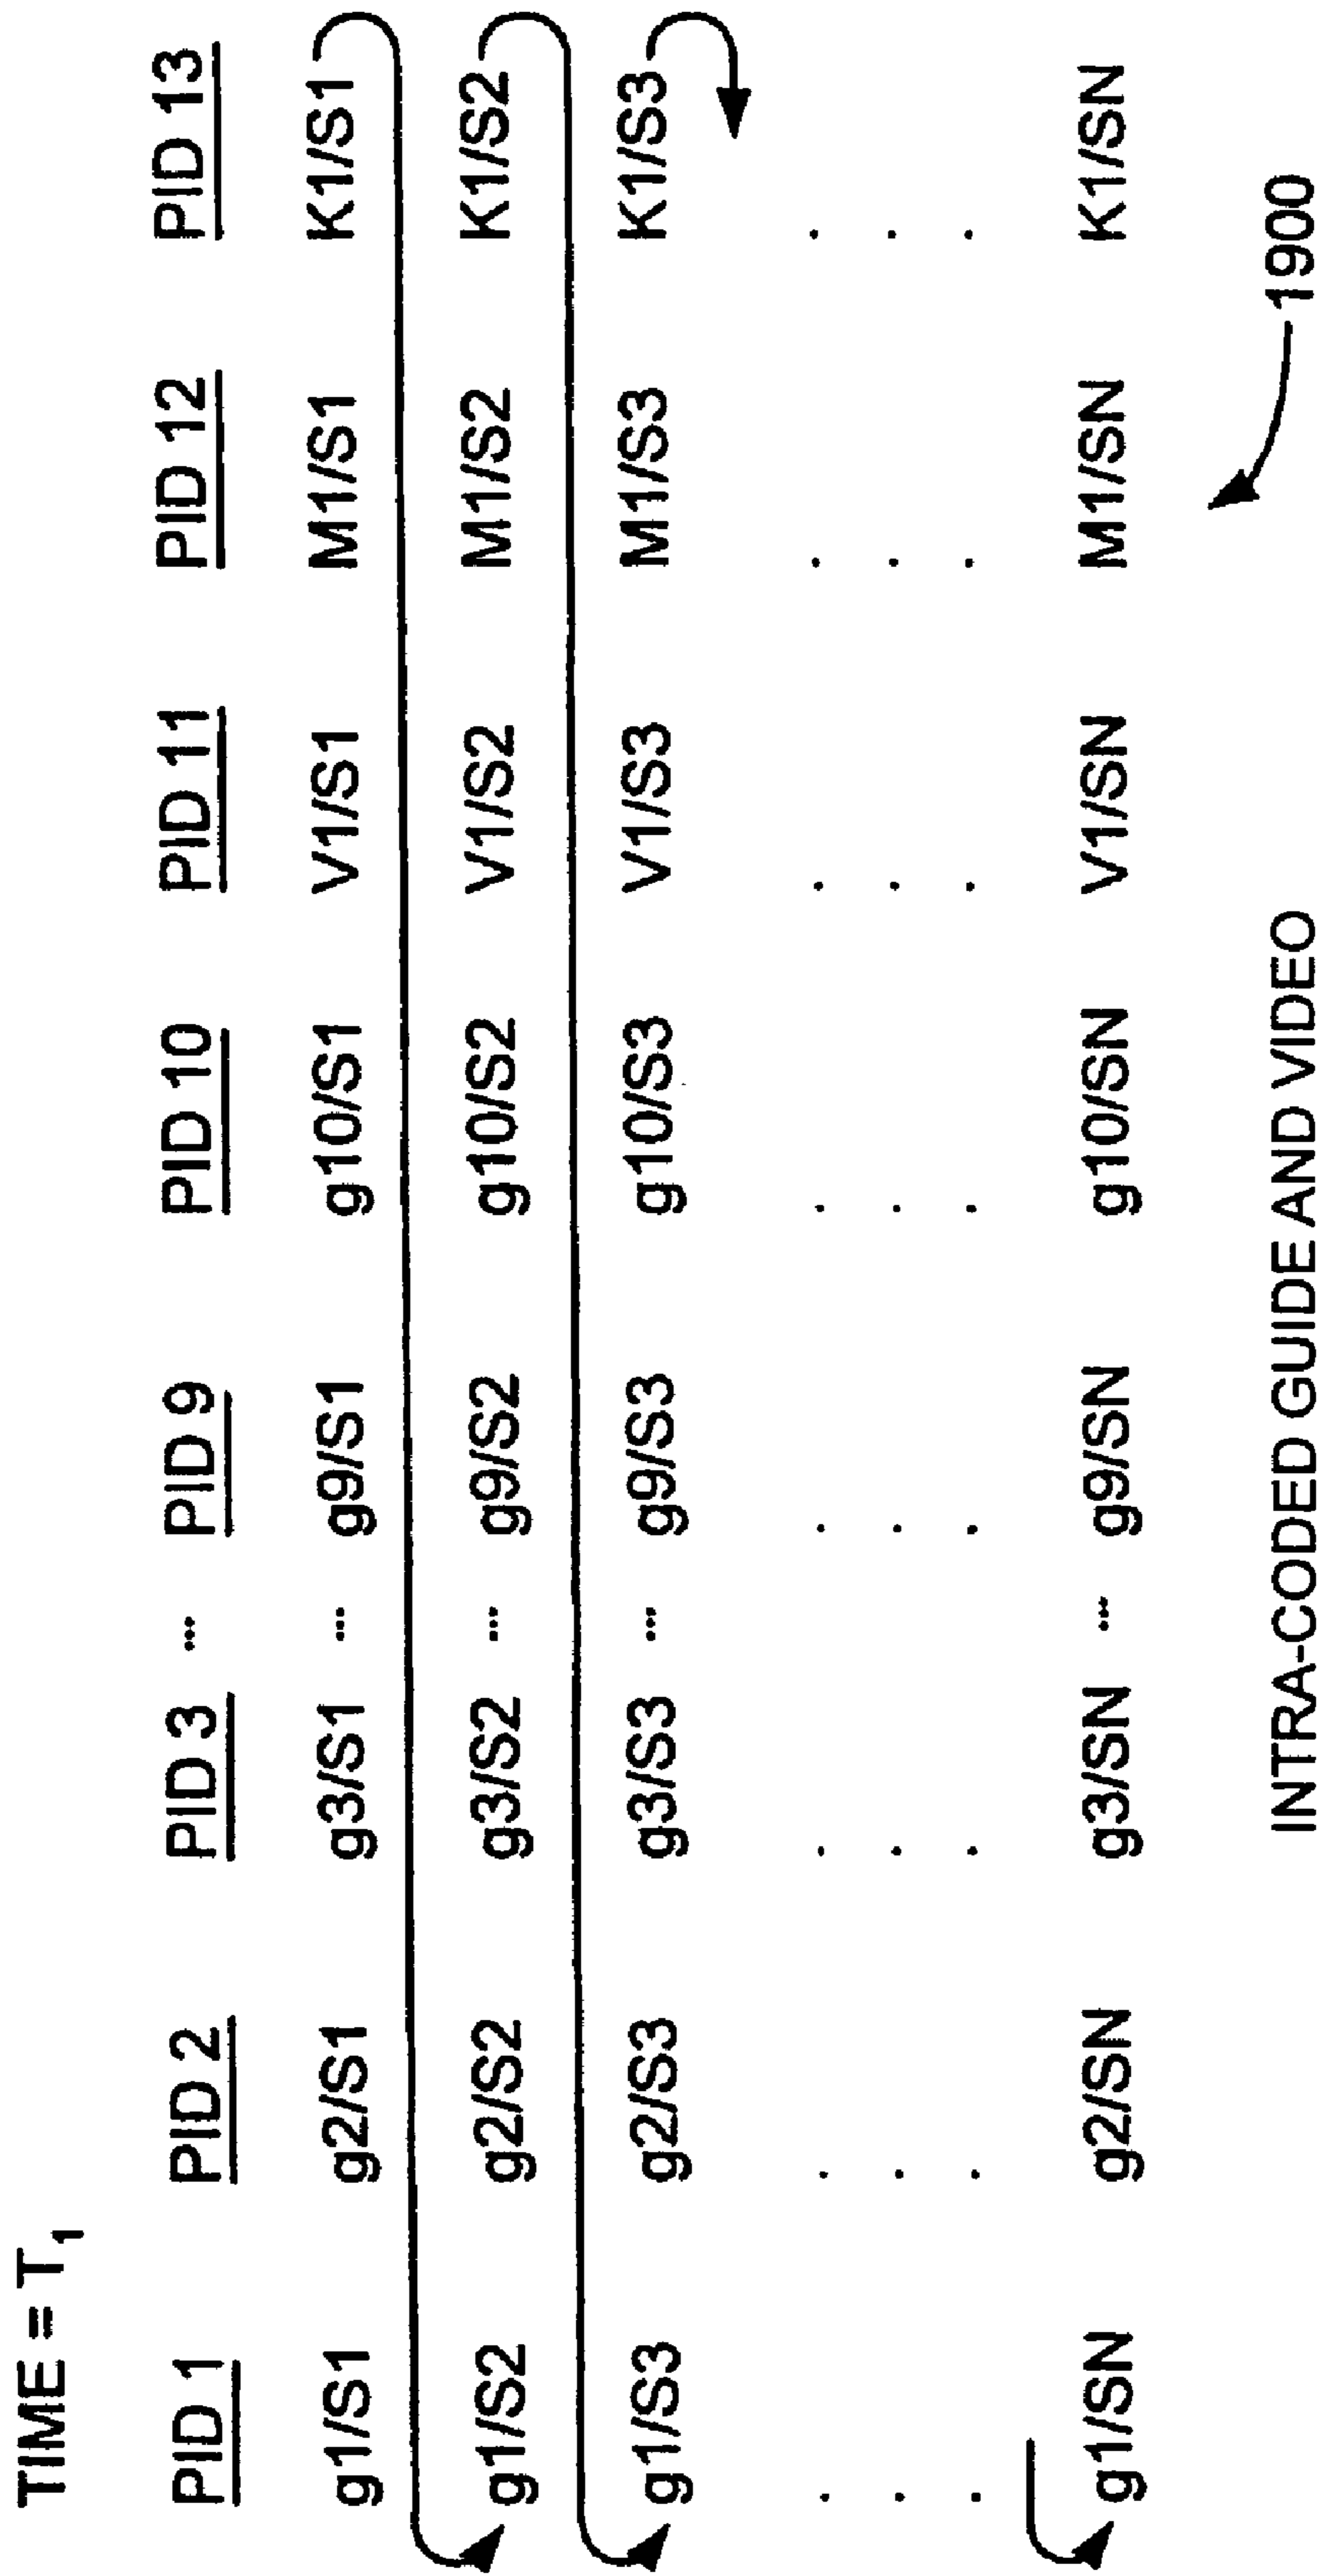 TIME = T1
PID 1 PID 2 PID 3 ... PID 9 PID 10 PID 11 PID 12 PID 13
g1/S1 g2/S1 g3/S1 ... g9/S1 g10/S1 V1/S1 M1/S1 K1/S1
g1/S2 g2/S2 g3/S2 ... g9/S2 g10/S2 V1/S2 M1/S2 K1/S2
g1/S3 g2/S3 g3/S3 ... g9/S3 g10/S3 V1/S3 M1/S3 K1/S3
. . . . . . . .
. . . . . . . .
. . . . . . . .
g1/SN g2/SN g3/SN ... g9/SN g10/SN V1/SN M1/SN K1/SN
INTRA-CODED GUIDE AND VIDEO
1900